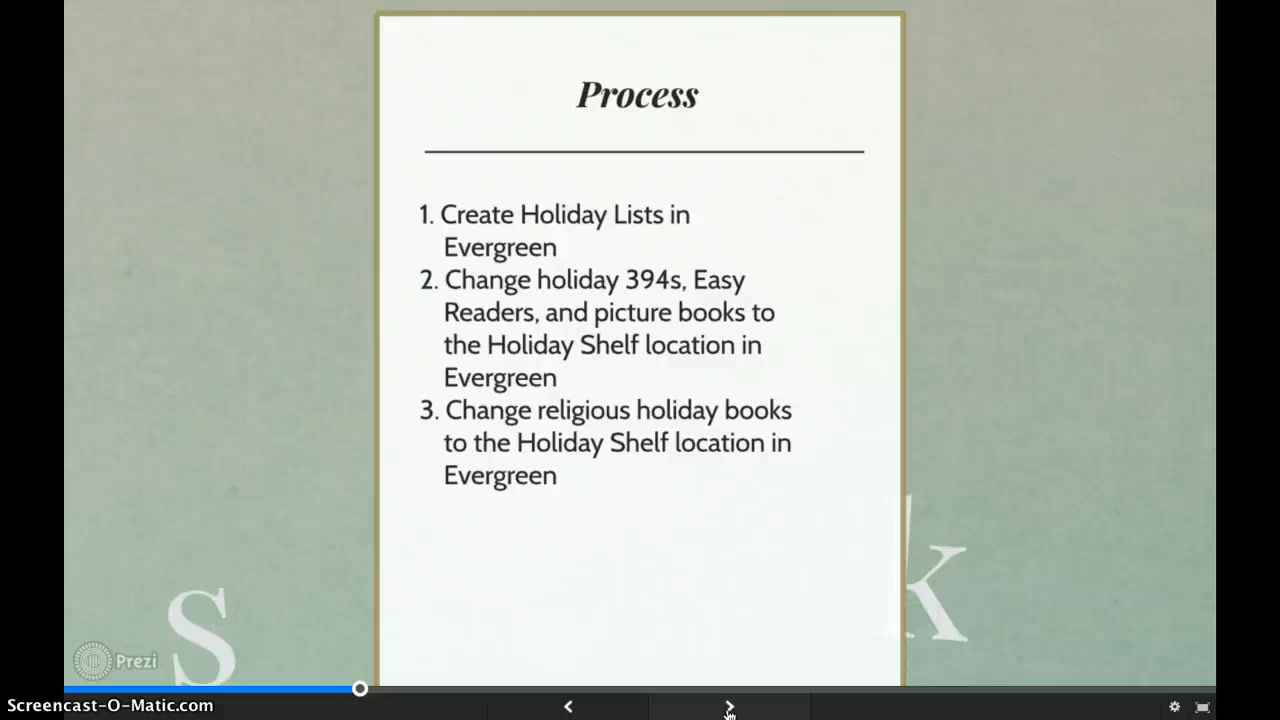 Process
1. Create Holiday Lists in
Evergreen
2. Change holiday 394s, Easy
Readers, and picture books to
the Holiday Shelf location in
Evergreen
3. Change religious holiday books
to the Holiday Shelf location in
Evergreen
s
k
Prezi
Screencast-O-Matic.com